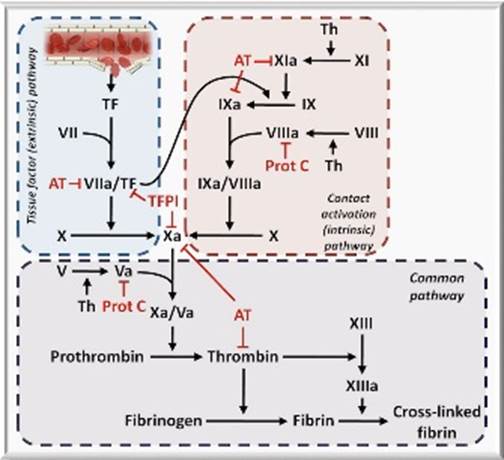 Tissue factor (extrinsic) pathway
TF
VII
AT
VIIa/TF
TFPI
X
Xa
X
Th
AT
XIa
XI
IXa
IX
VIIIa
VIII
Prot C
Th
IXa/VIIIa
Contact
activation
(intrinsic)
pathway
Common
pathway
V
Va
Th
Prot C
Xa/Va
AT
XIII
Prothrombin
Thrombin
XIIIa
Fibrinogen
Fibrin
Cross-linked
fibrin